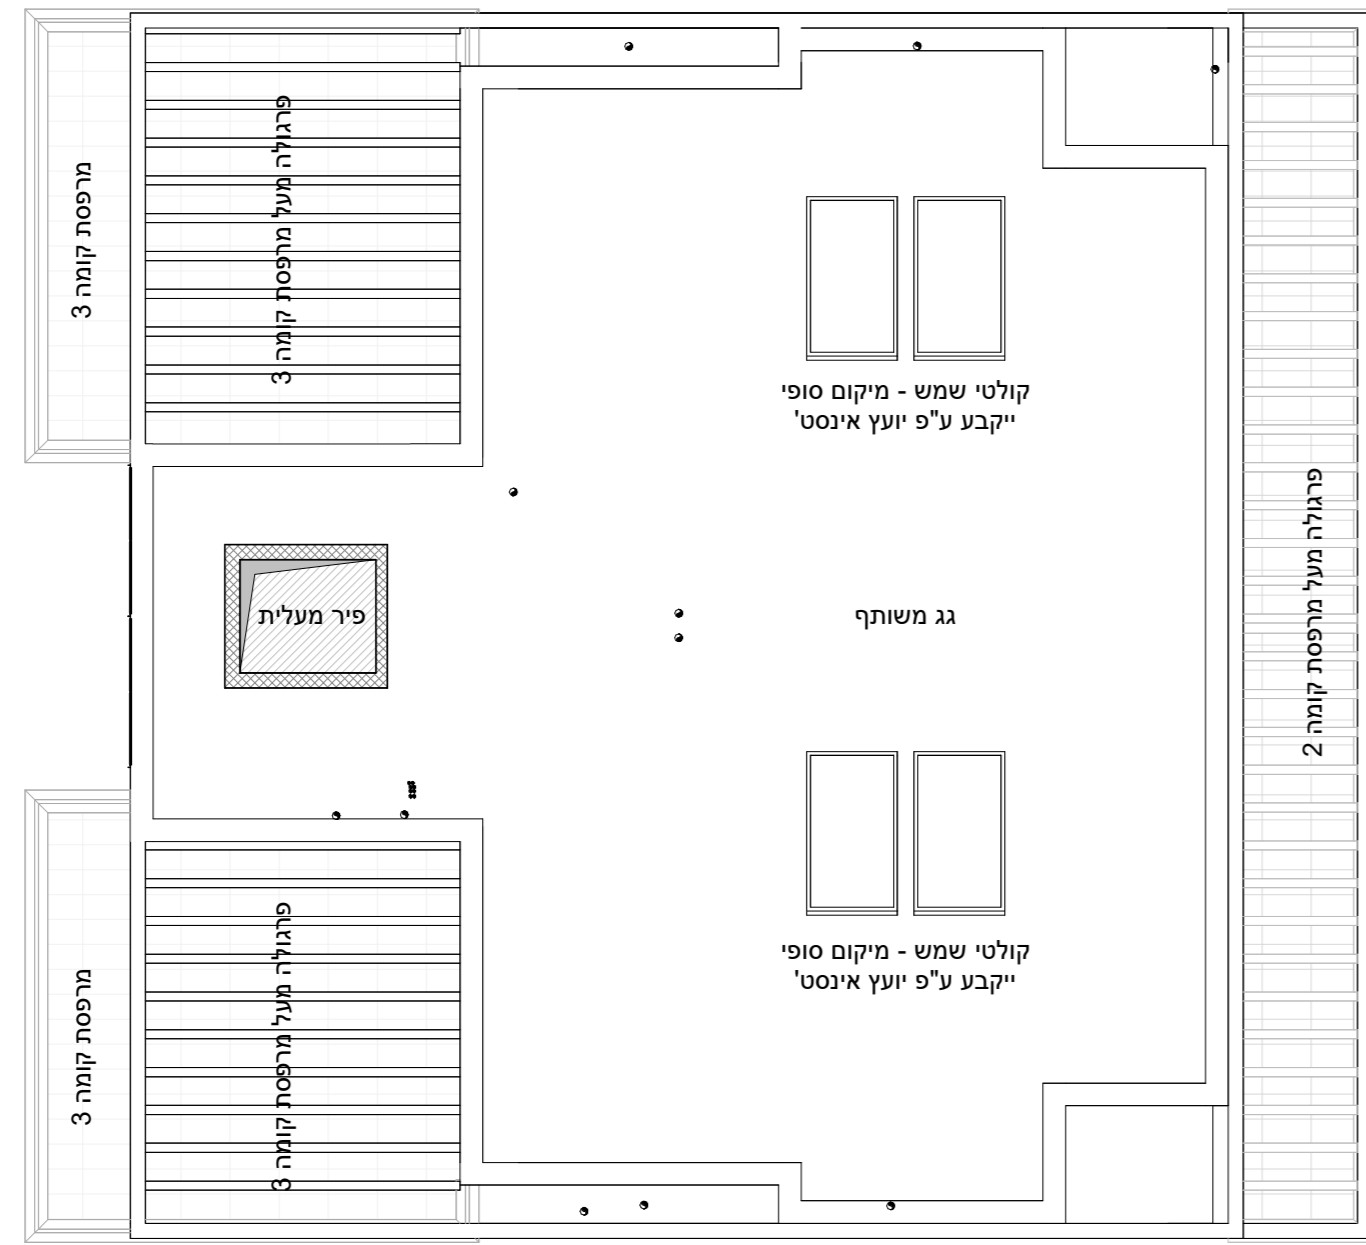 מרפסת קומה 3
פרגולה מעל מרפסת קומה 3
קולטי שמש - מיקום סופי
ייקבע ע"פ יועץ אינסט'
פרגולה מעל מרפסת קומה 2
פיר מעלית
גג משותף
מרפסת קומה 3
פרגולה מעל מרפסת קומה 3
קולטי שמש - מיקום סופי
ייקבע ע"פ יועץ אינסט'